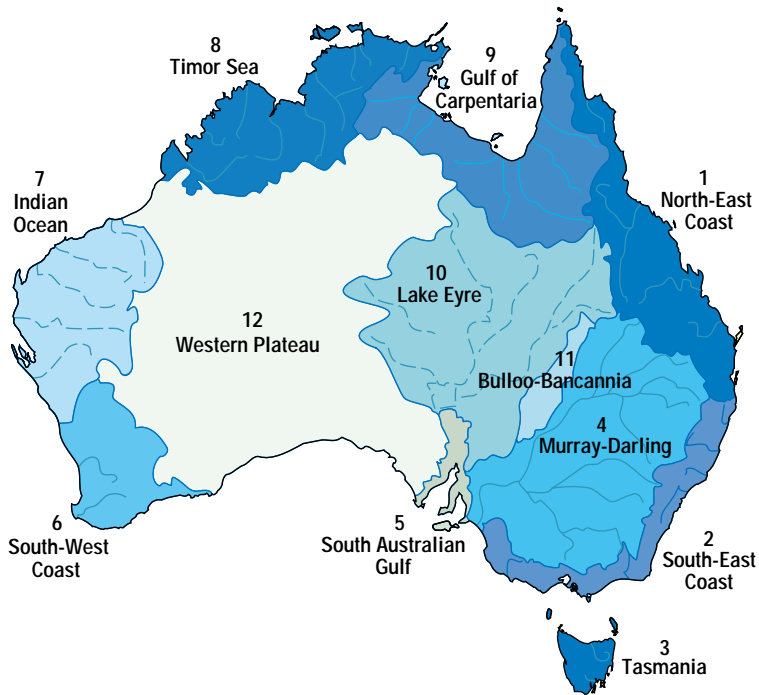 8
Timor Sea
9
Gulf of
Carpentaria
7
Indian
Ocean
1
North-East
Coast
10
Lake Eyre
12
Western Plateau
11
Bulloo-Bancannia
4
Murray-Darling
6
South-West
Coast
5
South Australian
Gulf
2
South-East
Coast
3
Tasmania